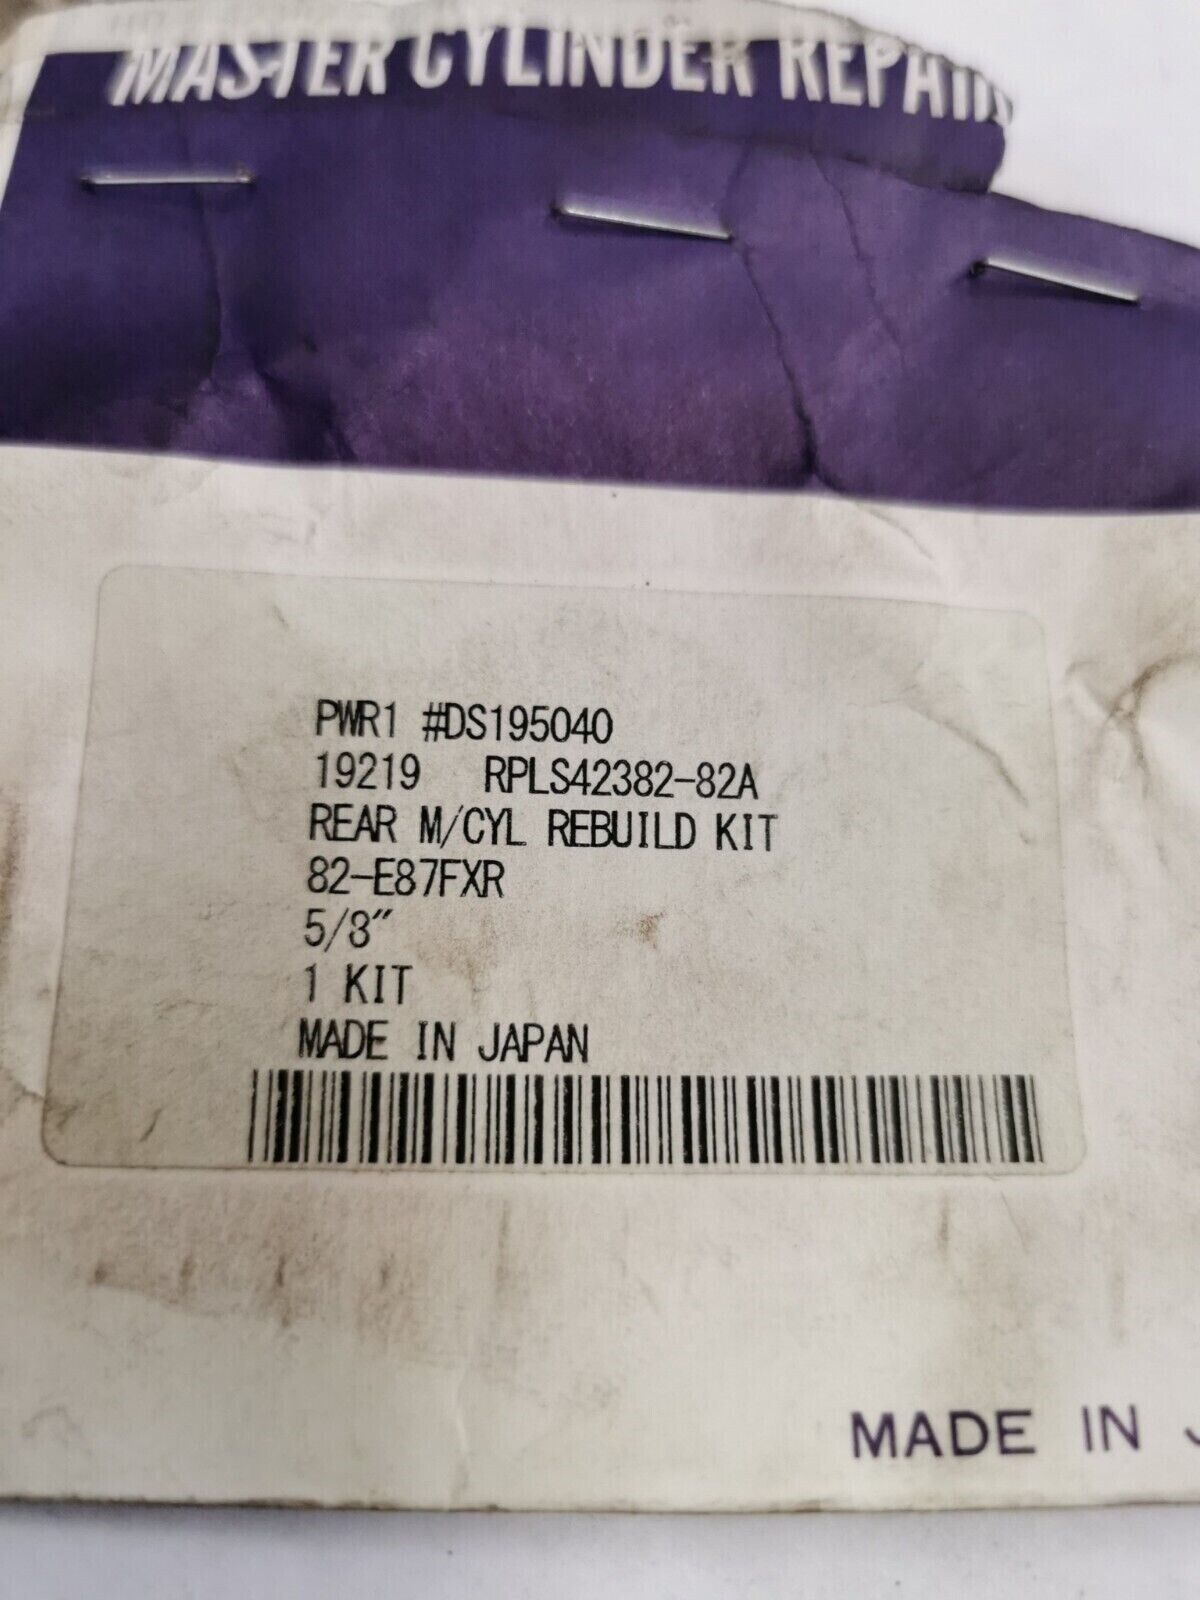 MASTER CYLINDER REPAIR
PWR1 #DS195040
19219 RPLS42382-82A
REAR M/CYL REBUILD KIT
82-E87FXR
5/8"
1 KIT
MADE IN JAPAN
MADE IN J